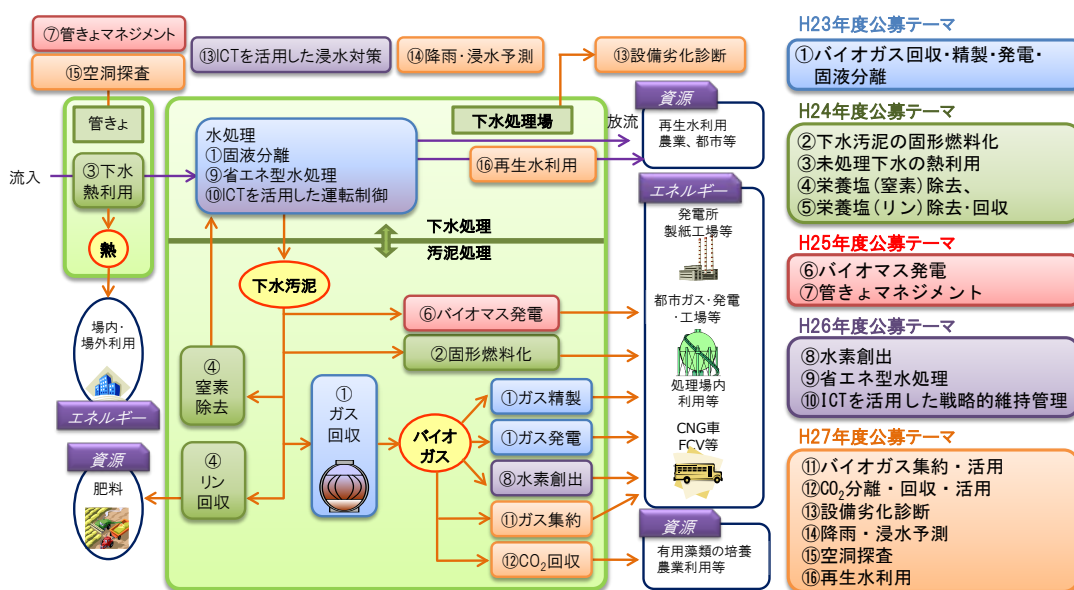 ⑦管きょマネジメント
⑮空洞探査
⑬ICTを活用した浸水対策
⑭降雨・浸水予測
⑬設備劣化診断
管きょ
流入
③下水
熱利用
熱
場内・
場外利用
エネルギー
資源
肥料
水処理
①固液分離
⑨省エネ型水処理
⑩ICTを活用した運転制御
下水処理場
放流
⑯再生水利用
下水処理
汚泥処理
下水汚泥
⑥バイオマス発電
②固形燃料化
④
窒素
除去
④
リン
回収
①
ガス
回収
バイオ
ガス
①ガス精製
①ガス発電
⑧水素創出
⑪ガス集約
⑫CO2回収
資源
再生水利用
農業、都市等
エネルギー
発電所
製紙工場等
都市ガス・発電
・工場等
処理場内
利用等
CNG車
FCV等
資源
有用藻類の培養
農業利用等
H23年度公募テーマ
①バイオガス回収・精製・発電・
固液分離
H24年度公募テーマ
②下水汚泥の固形燃料化
③未処理下水の熱利用
④栄養塩(窒素)除去、
⑤栄養塩(リン)除去・回収
H25年度公募テーマ
⑥バイオマス発電
⑦管きょマネジメント
H26年度公募テーマ
⑧水素創出
⑨省エネ型水処理
⑩ICTを活用した戦略的維持管理
H27年度公募テーマ
⑪バイオガス集約・活用
⑫CO2分離・回収・活用
⑬設備劣化診断
⑭降雨・浸水予測
⑮空洞探査
⑯再生水利用